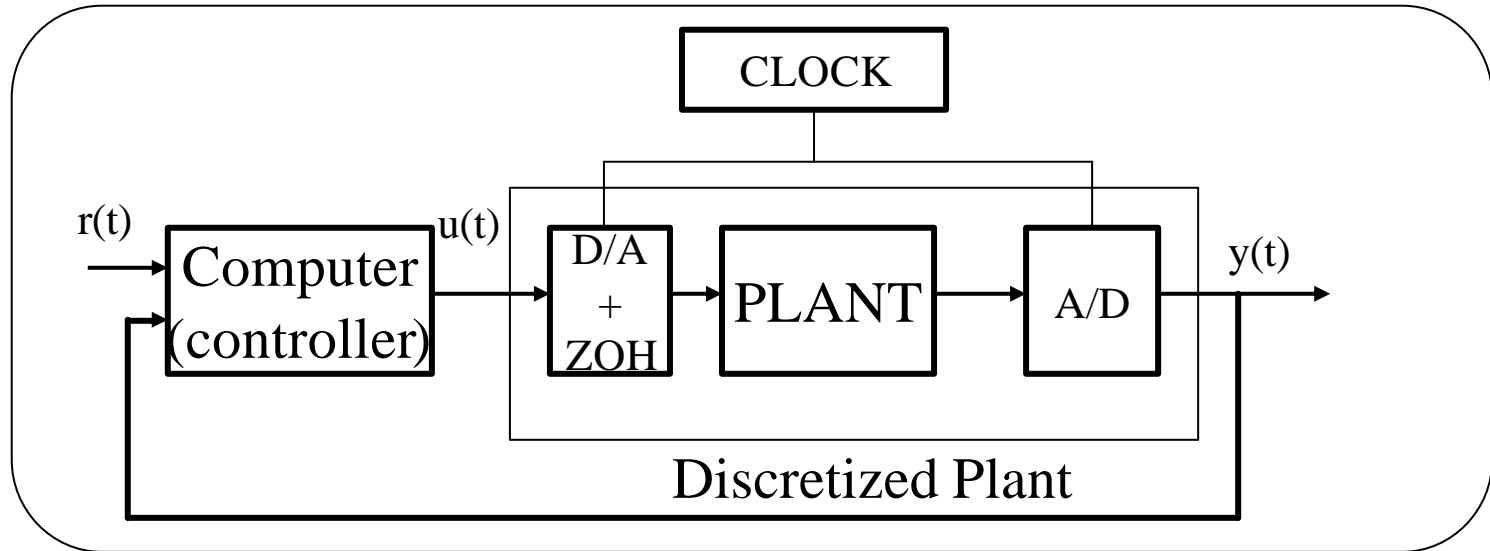 CLOCK
r(t)
Computer
(controller)
u(t)
D/A
+
ZOH
PLANT
A/D
y(t)
Discretized Plant